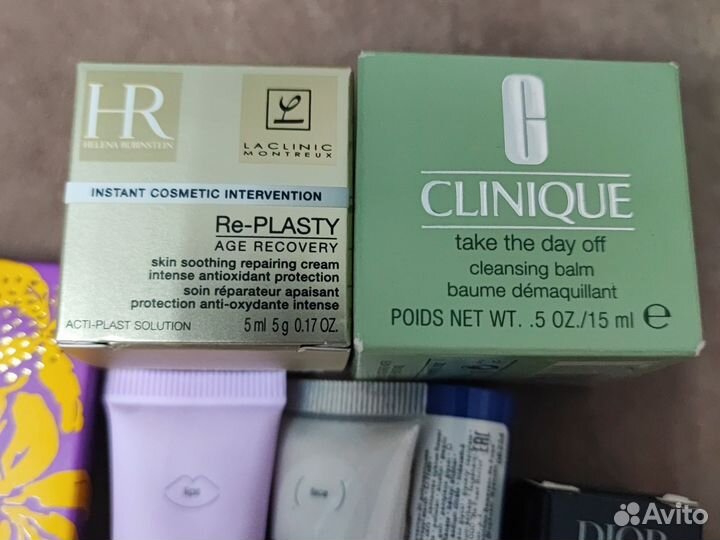 HR
HELENA RUBINSTEIN
LACLINIC
MONTREUX
INSTANT COSMETIC INTERVENTION
Re-PLASTY
AGE RECOVERY
skin soothing repairing cream
intense antioxidant protection
soin réparateur apaisant
protection anti-oxydante intense
ACTI-PLAST SOLUTION
5 ml 5 g 0.17 OZ.
C
CLINIQUE
take the day off
cleansing balm
baume démaquillant
POIDS NET WT. .5 OZ./15 ml e
lips
EAC
DIOR
Avito